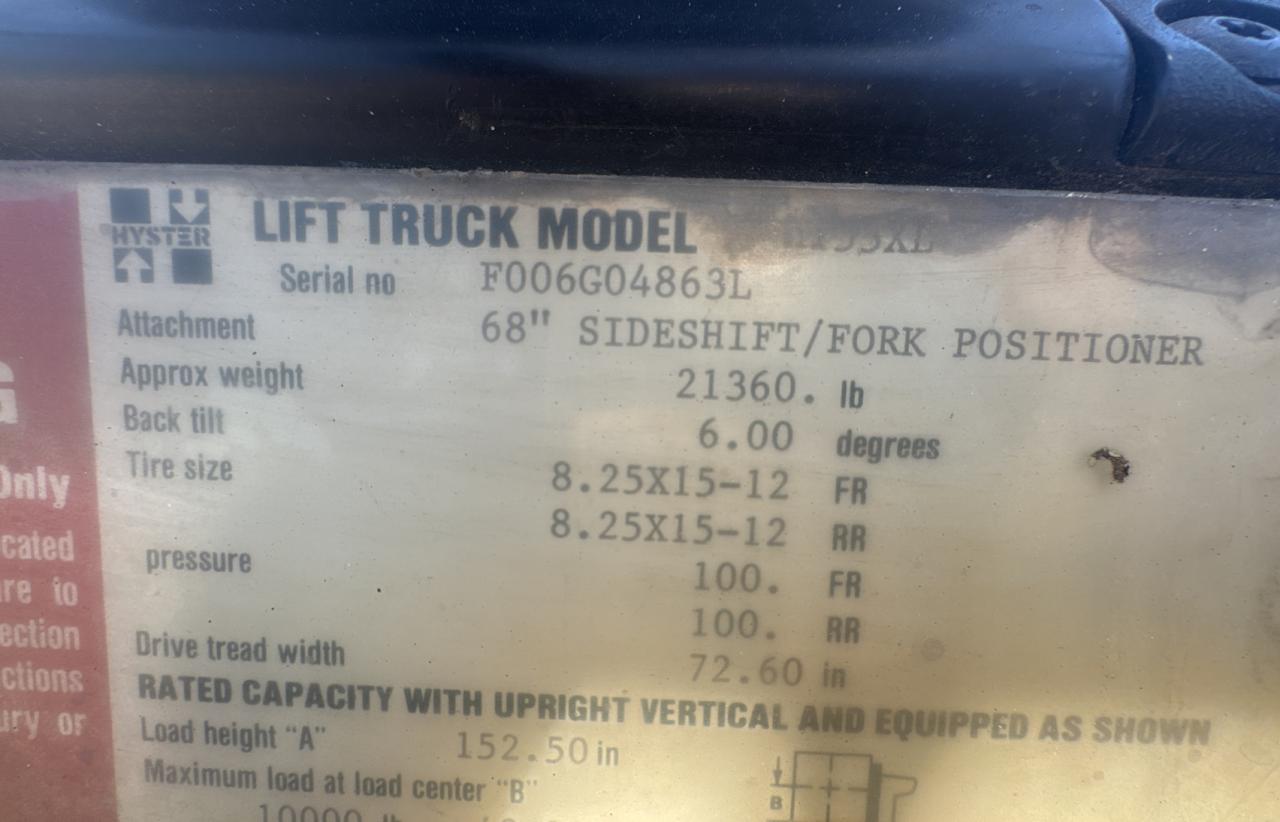 HYSTER
LIFT TRUCK MODEL
Serial no F006G04863L
Attachment 68" SIDESHIFT/FORK POSITIONER
Approx weight 21360. lb
Back tilt 6.00 degrees
Tire size 8.25X15-12 FR
8.25X15-12 RR
pressure 100. FR
100. RR
Drive tread width 72.60 in
RATED CAPACITY WITH UPRIGHT VERTICAL AND EQUIPPED AS SHOWN
Load height "A" 152.50 in
Maximum load at load center "B"
B
10000 lb
G
Only
cated
re to
ection
ctions
ury or